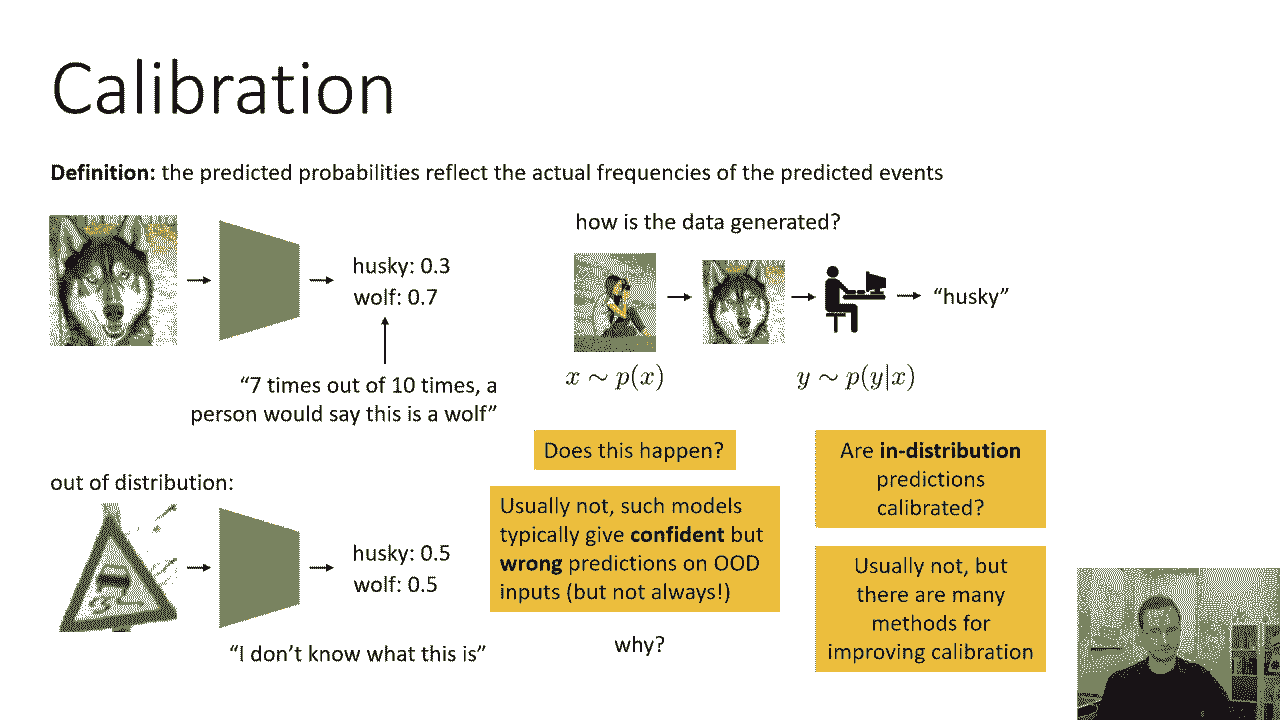 Calibration
Definition: the predicted probabilities reflect the actual frequencies of the predicted events
husky: 0.3
wolf: 0.7
“7 times out of 10 times, a
person would say this is a wolf”
how is the data generated?
“husky”
x ~ p(x)
y ~ p(y|x)
out of distribution:
husky: 0.5
wolf: 0.5
“I don’t know what this is”
Does this happen?
Usually not, such models
typically give confident but
wrong predictions on OOD
inputs (but not always!)
why?
Are in-distribution
predictions
calibrated?
Usually not, but
there are many
methods for
improving calibration